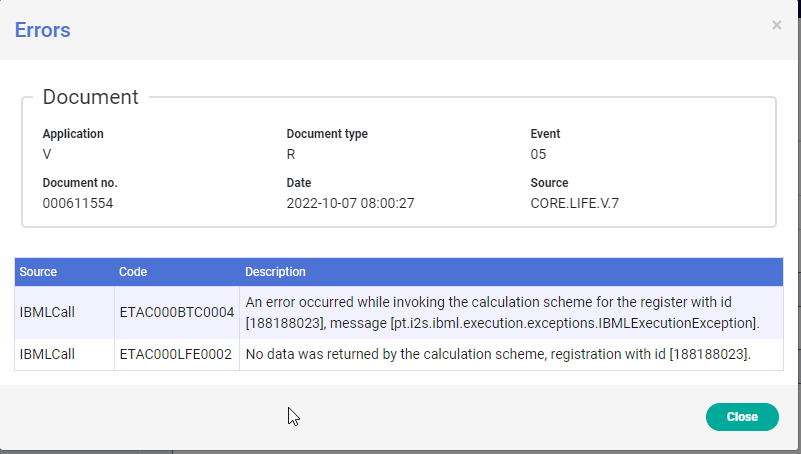 Errors
×
Document
Application
Document type
Event
V
R
05
Document no.
Date
Source
000611554
2022-10-07 08:00:27
CORE.LIFE.V.7
Source
Code
Description
IBMLCall
ETAC000BTC0004
An error occurred while invoking the calculation scheme for the register with id
[188188023], message [pt.i2s.ibml.execution.exceptions.IBMLExecutionException].
IBMLCall
ETAC000LFE0002
No data was returned by the calculation scheme, registration with id [188188023].
Close